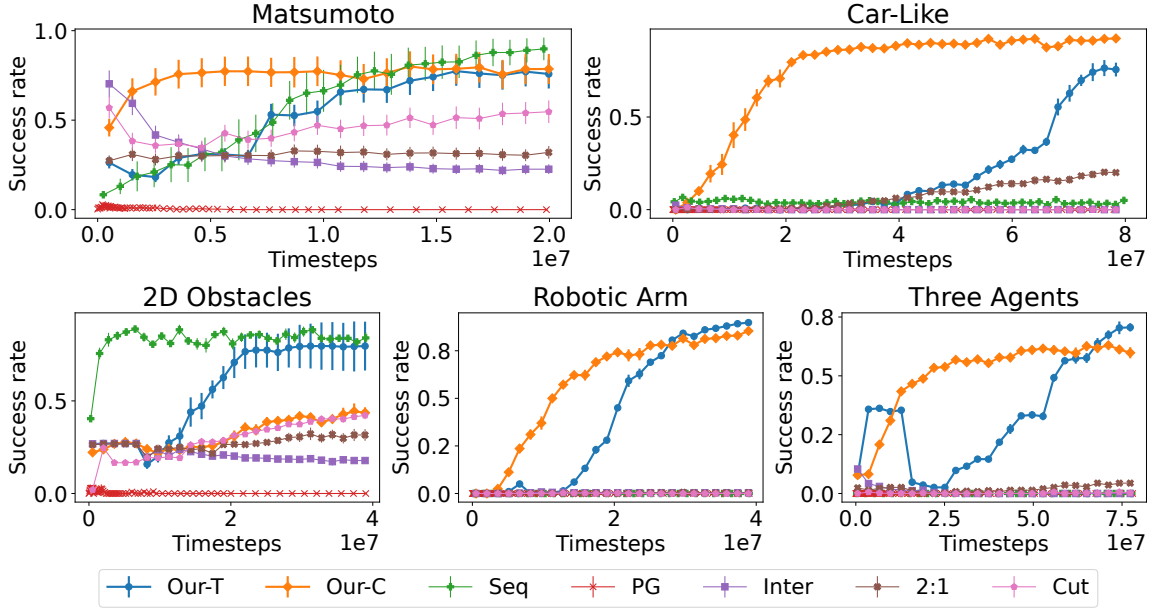 Matsumoto
Car-Like
Success rate
1.0
0.5
0.0
0.0
0.5
1.0
1.5
2.0
Timesteps
1e7
Success rate
0.5
0.0
0
2
4
6
8
Timesteps
1e7
2D Obstacles
Robotic Arm
Three Agents
Success rate
0.5
0.0
0
2
4
Timesteps
1e7
Success rate
0.8
0.5
0.2
0.0
0
2
4
Timesteps
1e7
Success rate
0.8
0.5
0.2
0.0
0.0
2.5
5.0
7.5
Timesteps
1e7
Our-T Our-C Seq PG Inter 2:1 Cut